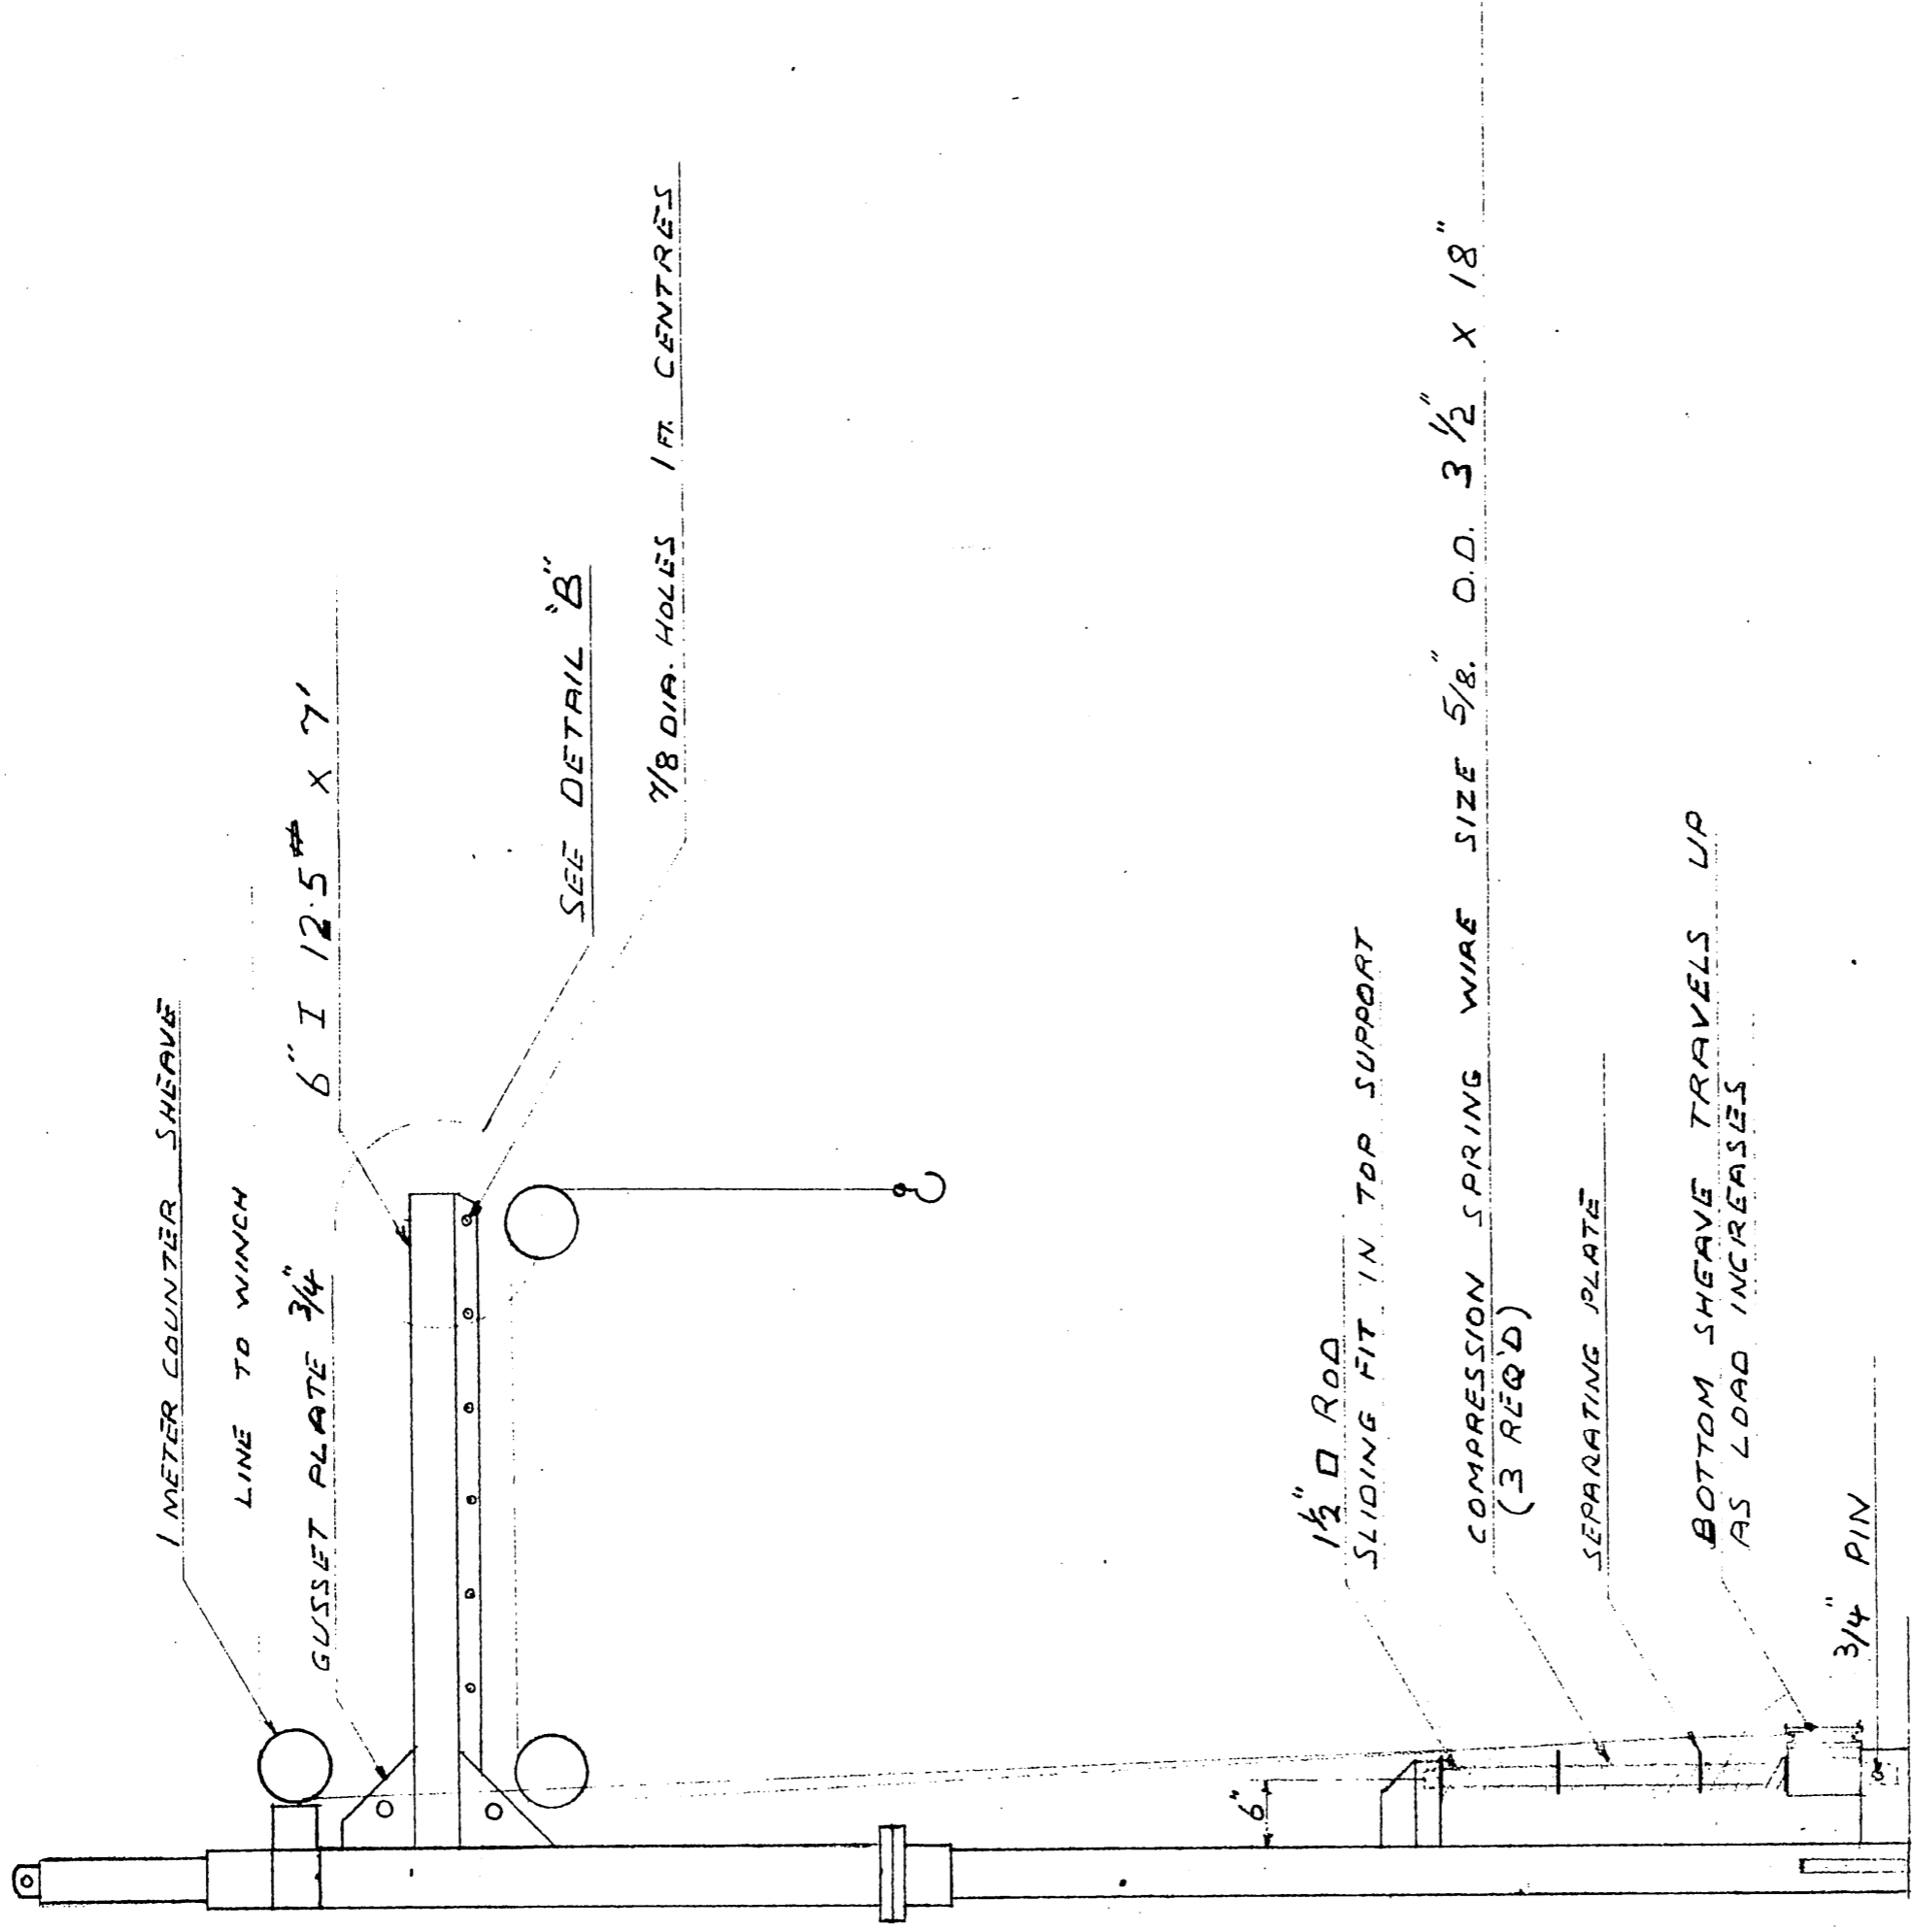 1 METER COUNTER SHEAVE
LINE TO WINCH
GUSSET PLATE 3/4"
6" I 12.5# X 7'
SEE DETAIL "B"
7/8 DIA. HOLES 1 FT. CENTRES
6"
1½" □ ROD
SLIDING FIT IN TOP SUPPORT
COMPRESSION SPRING WIRE SIZE 5/8." O.D. 3 ½" X 18"
(3 REQ'D)
SEPARATING PLATE
BOTTOM SHEAVE TRAVELS UP
AS LOAD INCREASES
3/4" PIN